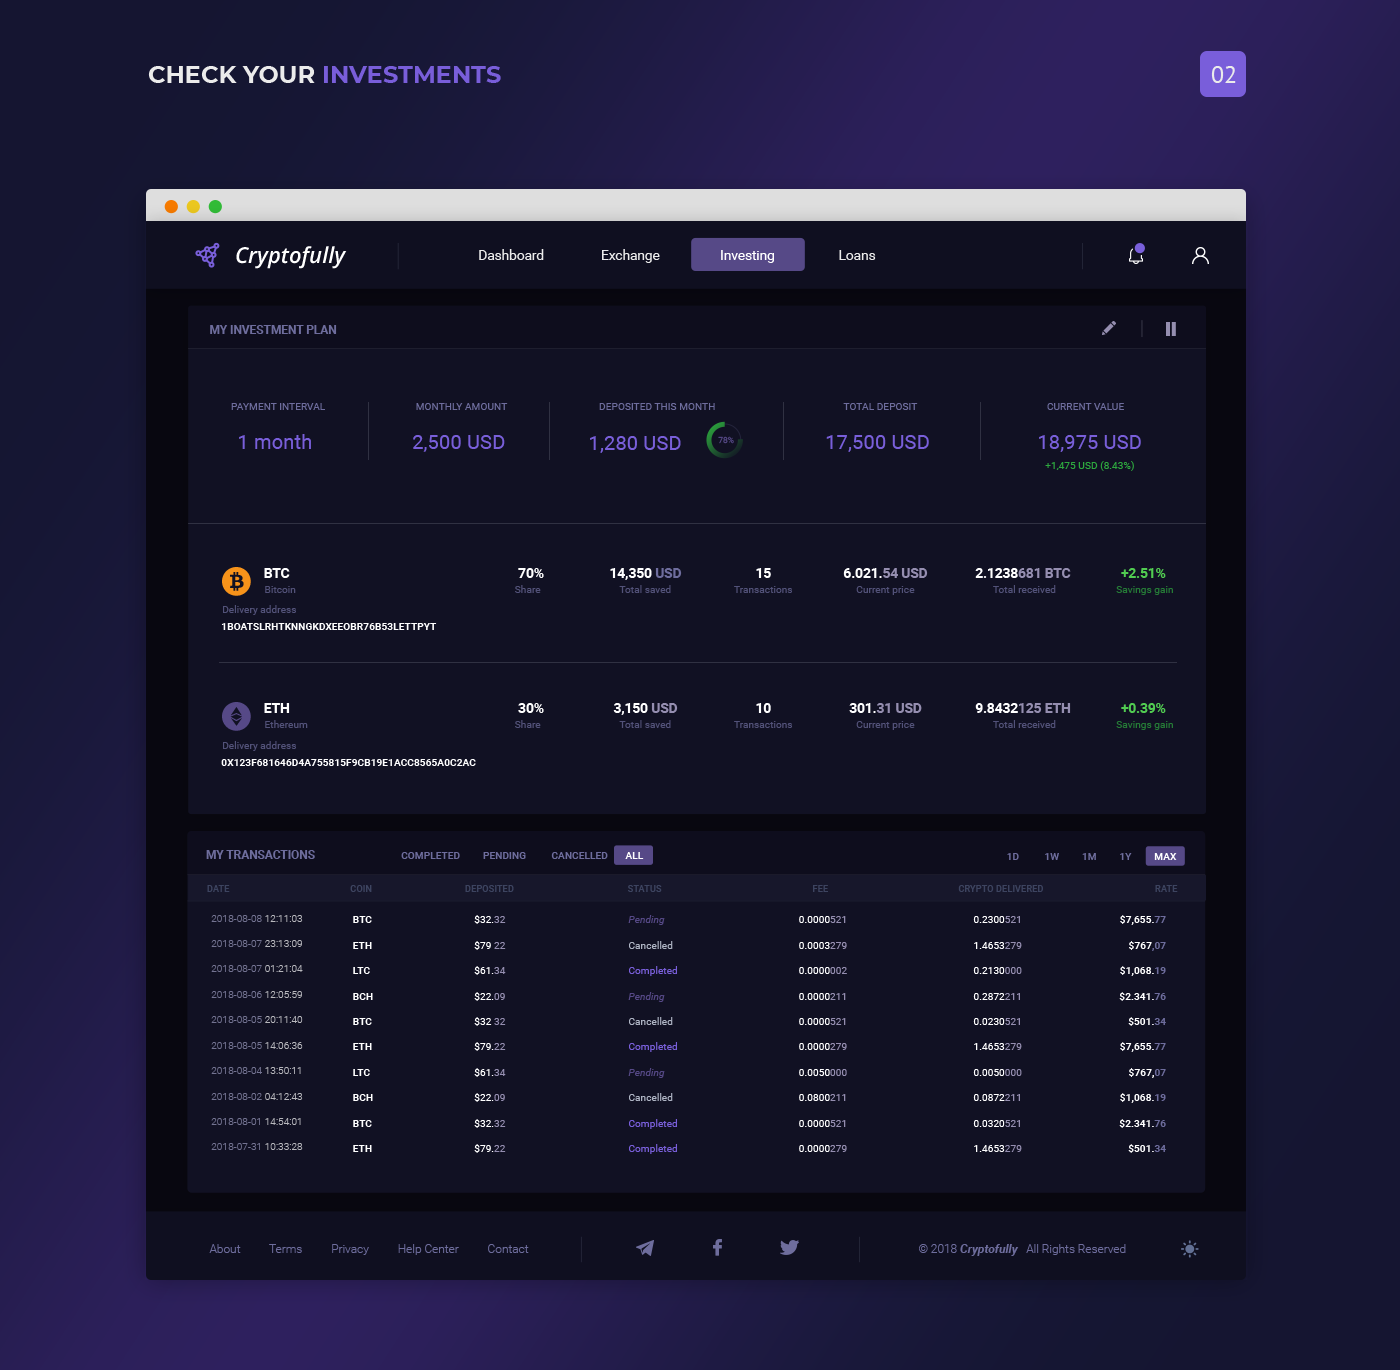 CHECK YOUR INVESTMENTS
02
Cryptofully
Dashboard Exchange Investing Loans
MY INVESTMENT PLAN
PAYMENT INTERVAL MONTHLY AMOUNT DEPOSITED THIS MONTH TOTAL DEPOSIT CURRENT VALUE
1 month 2,500 USD 1,280 USD 78% 17,500 USD 18,975 USD
+1,475 USD (8.43%)
BTC 70% 14,350 USD 15 6.021.54 USD 2.1238681 BTC +2.51%
Bitcoin Share Total saved Transactions Current price Total received Savings gain
Delivery address
1BOATSLRHTKNNGKDXEEOBR76B53LETTPYT
ETH 30% 3,150 USD 10 301.31 USD 9.8432125 ETH +0.39%
Ethereum Share Total saved Transactions Current price Total received Savings gain
Delivery address
0X123F681646D4A755815F9CB19E1ACC8565A0C2AC
MY TRANSACTIONS COMPLETED PENDING CANCELLED ALL 1D 1W 1M 1Y MAX
DATE COIN DEPOSITED STATUS FEE CRYPTO DELIVERED RATE
2018-08-08 12:11:03 BTC $32.32 Pending 0.0000521 0.2300521 $7,655.77
2018-08-07 23:13:09 ETH $79 22 Cancelled 0.0003279 1.4653279 $767,07
2018-08-07 01:21:04 LTC $61.34 Completed 0.0000002 0.2130000 $1,068.19
2018-08-06 12:05:59 BCH $22.09 Pending 0.0000211 0.2872211 $2.341.76
2018-08-05 20:11:40 BTC $32 32 Cancelled 0.0000521 0.0230521 $501.34
2018-08-05 14:06:36 ETH $79.22 Completed 0.0000279 1.4653279 $7,655.77
2018-08-04 13:50:11 LTC $61.34 Pending 0.0050000 0.0050000 $767,07
2018-08-02 04:12:43 BCH $22.09 Cancelled 0.0800211 0.0872211 $1,068.19
2018-08-01 14:54:01 BTC $32.32 Completed 0.0000521 0.0320521 $2.341.76
2018-07-31 10:33:28 ETH $79.22 Completed 0.0000279 1.4653279 $501.34
About Terms Privacy Help Center Contact © 2018 Cryptofully All Rights Reserved